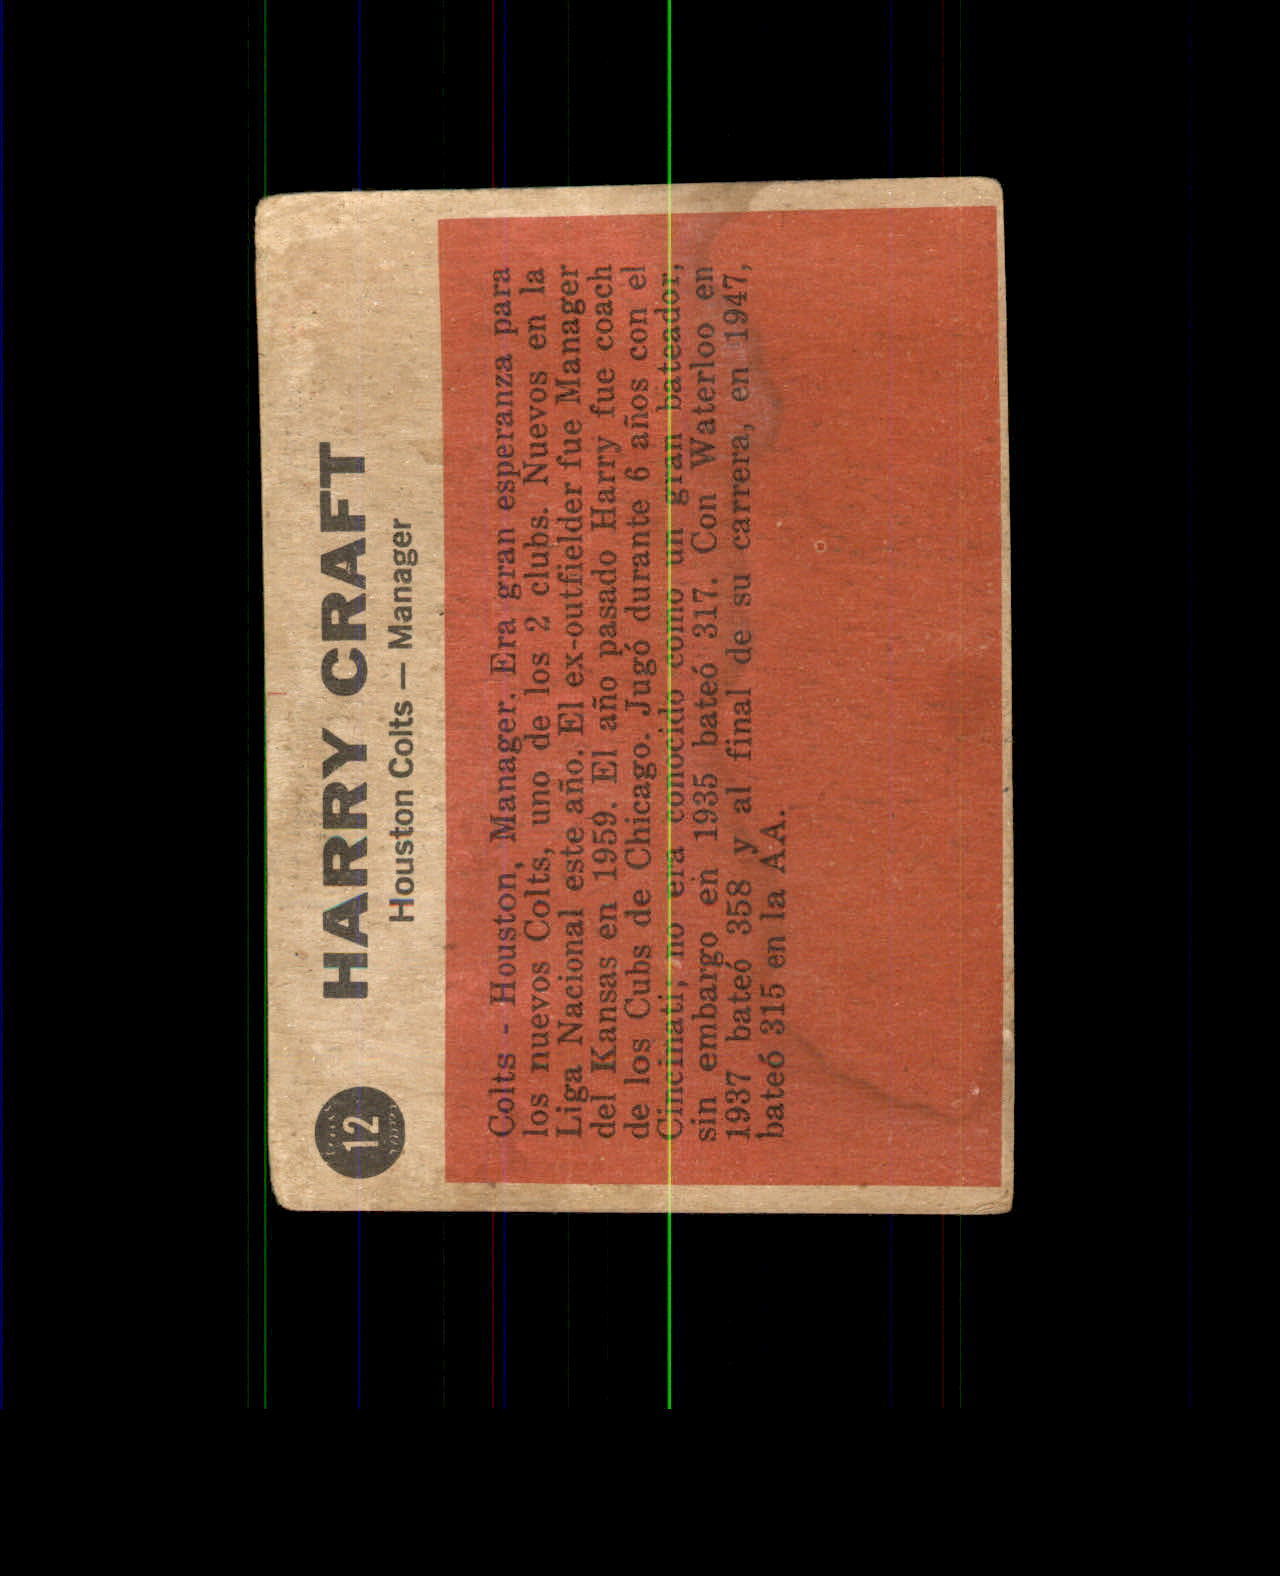 12
HARRY CRAFT
Houston Colts — Manager
Colts - Houston, Manager. Era gran esperanza para
los nuevos Colts, uno de los 2 clubs. Nuevos en la
Liga Nacional este año. El ex-outfielder fue Manager
del Kansas en 1959. El año pasado Harry fue coach
de los Cubs de Chicago. Jugó durante 6 años con el
Cincinati, no era conocido como un gran bateador,
sin embargo en 1935 bateó 317. Con Waterloo en
1937 bateó 358 y al final de su carrera, en 1947,
bateó 315 en la AA.